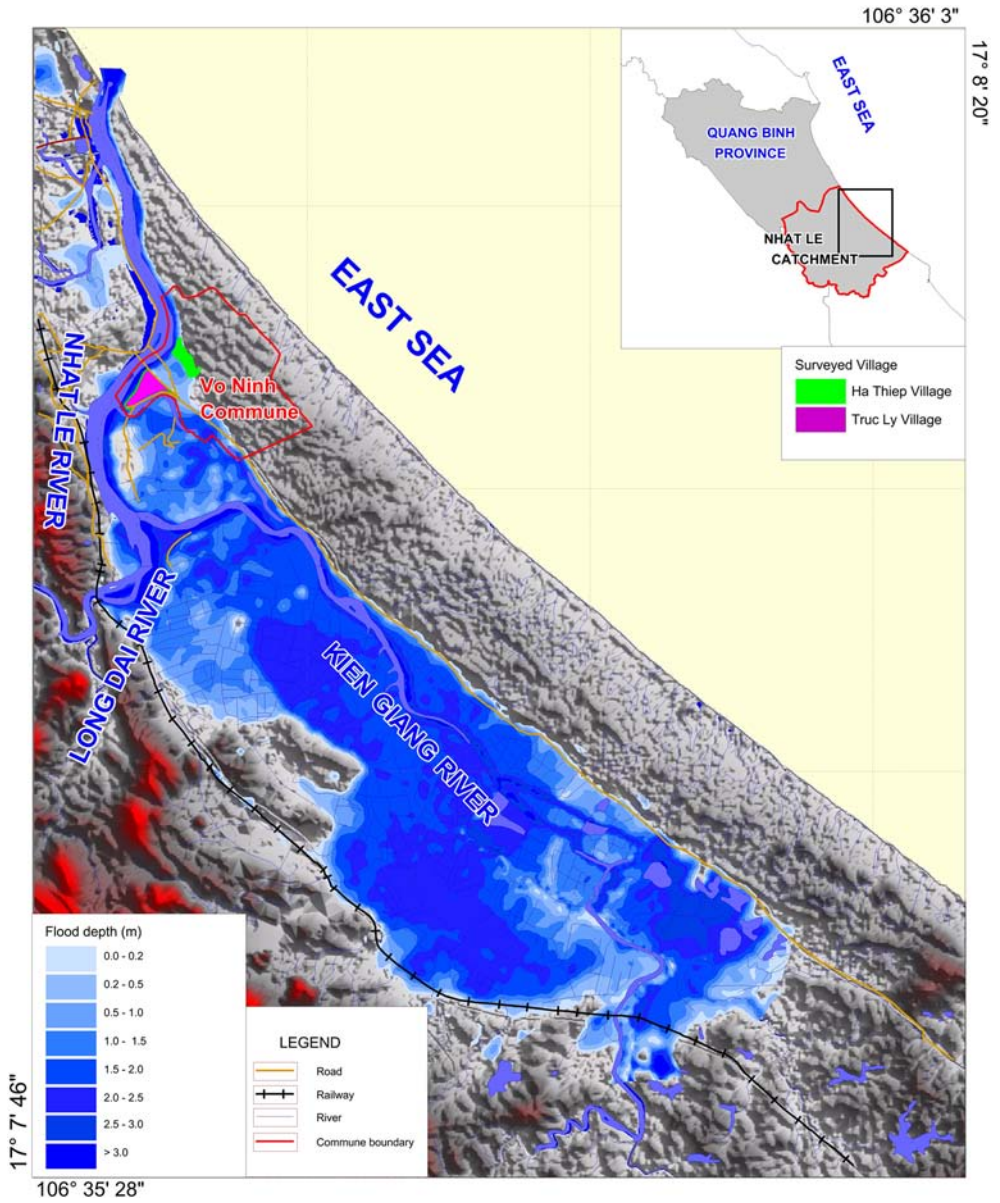 106° 36' 3"
17° 8' 20"
EAST SEA
QUANG BINH
PROVINCE
NHAT LE
CATCHMENT
Surveyed Village
Ha Thiep Village
Truc Ly Village
EAST SEA
NHAT LE RIVER
Vo Ninh
Commune
LONG DAI RIVER
KIEN GIANG RIVER
Flood depth (m)
0.0 - 0.2
0.2 - 0.5
0.5 - 1.0
1.0 - 1.5
1.5 - 2.0
2.0 - 2.5
2.5 - 3.0
> 3.0
LEGEND
Road
Railway
River
Commune boundary
17° 7' 46"
106° 35' 28"